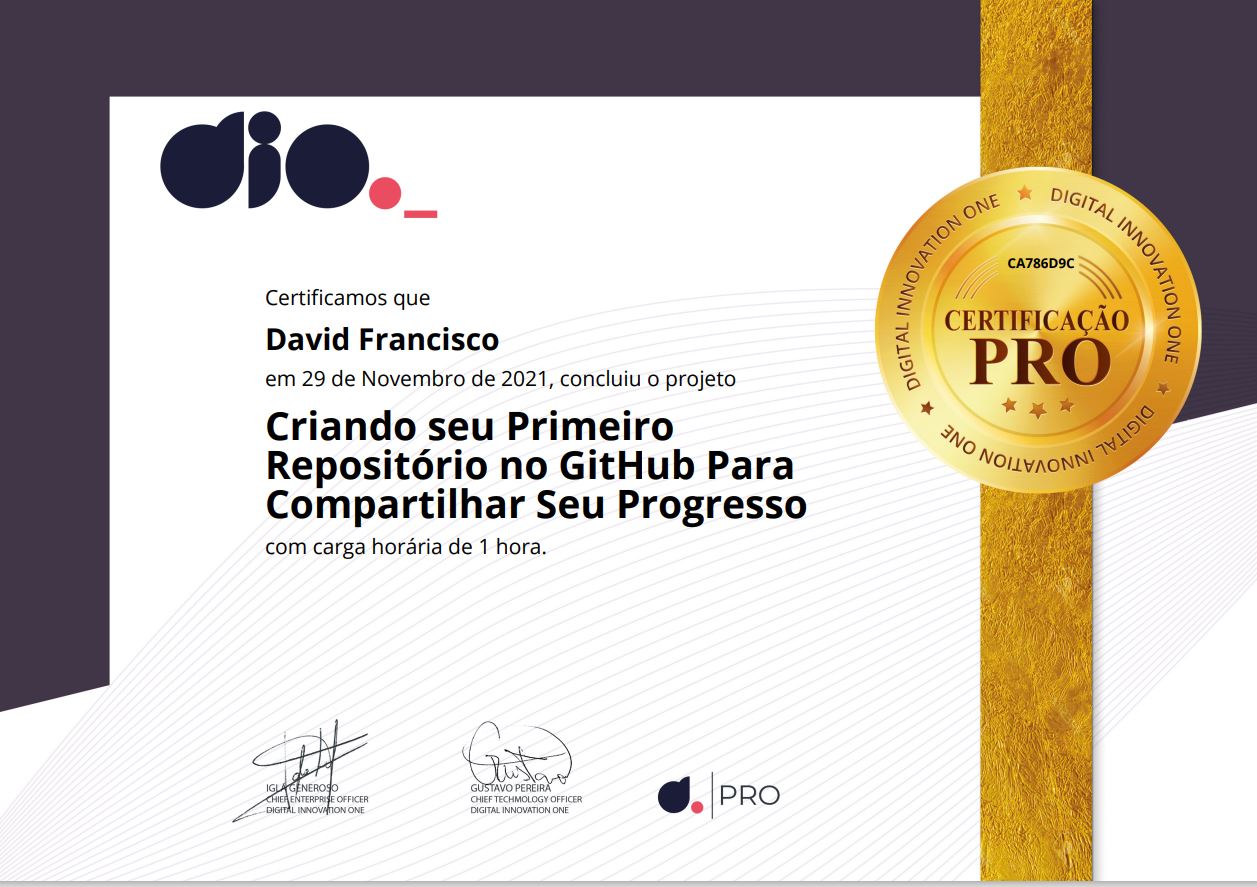 dio._
Certificamos que
David Francisco
em 29 de Novembro de 2021, concluiu o projeto
Criando seu Primeiro
Repositório no GitHub Para
Compartilhar Seu Progresso
com carga horária de 1 hora.
DIGITAL INNOVATION ONE
DIGITAL INNOVATION ONE
DIGITAL INNOVATION ONE
CA786D9C
CERTIFICAÇÃO
PRO
IGLÁ GENEROSO
CHIEF ENTERPRISE OFFICER
DIGITAL INNOVATION ONE
Gustavo
GUSTAVO PEREIRA
CHIEF TECHMOLOGY OFFICER
DIGITAL INNOVATION ONE
d. PRO